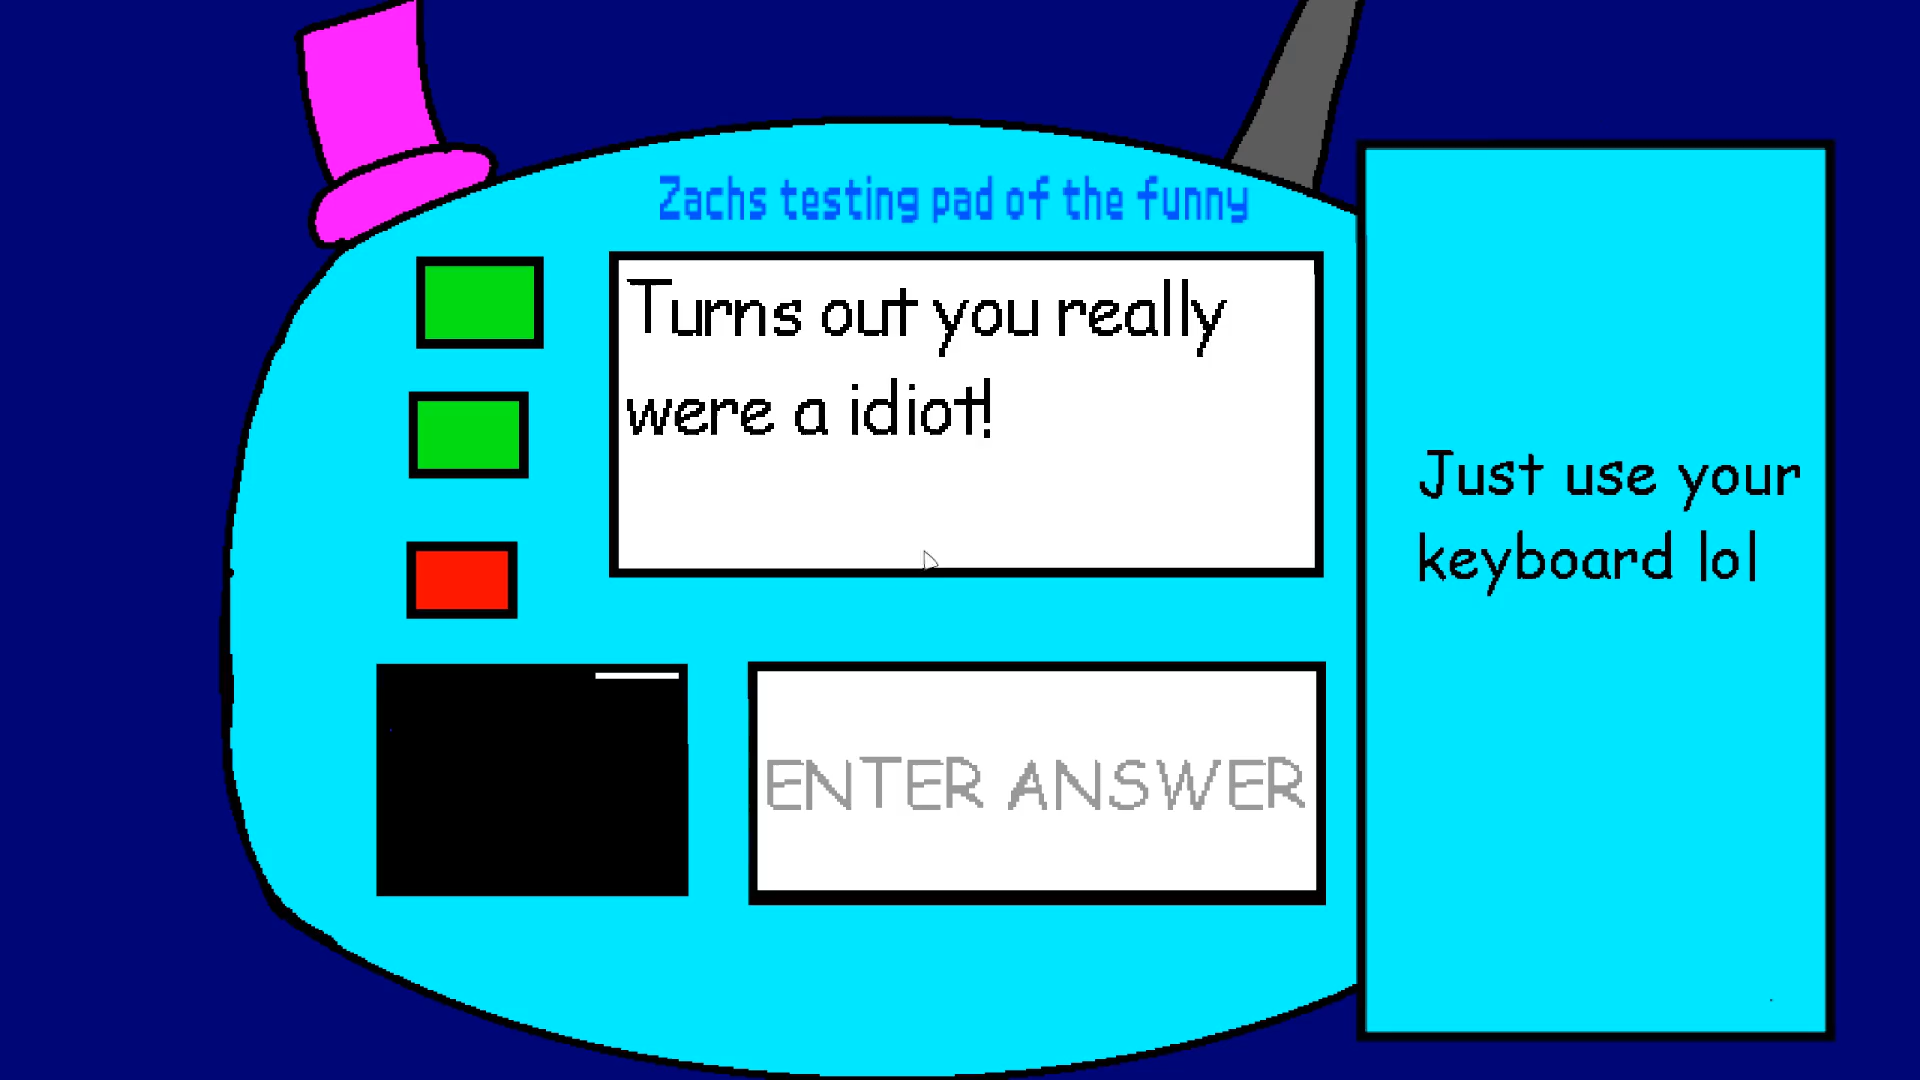 Zachs testing pad of the funny
Turns out you really
were a idiot!
Just use your
keyboard lol
ENTER ANSWER